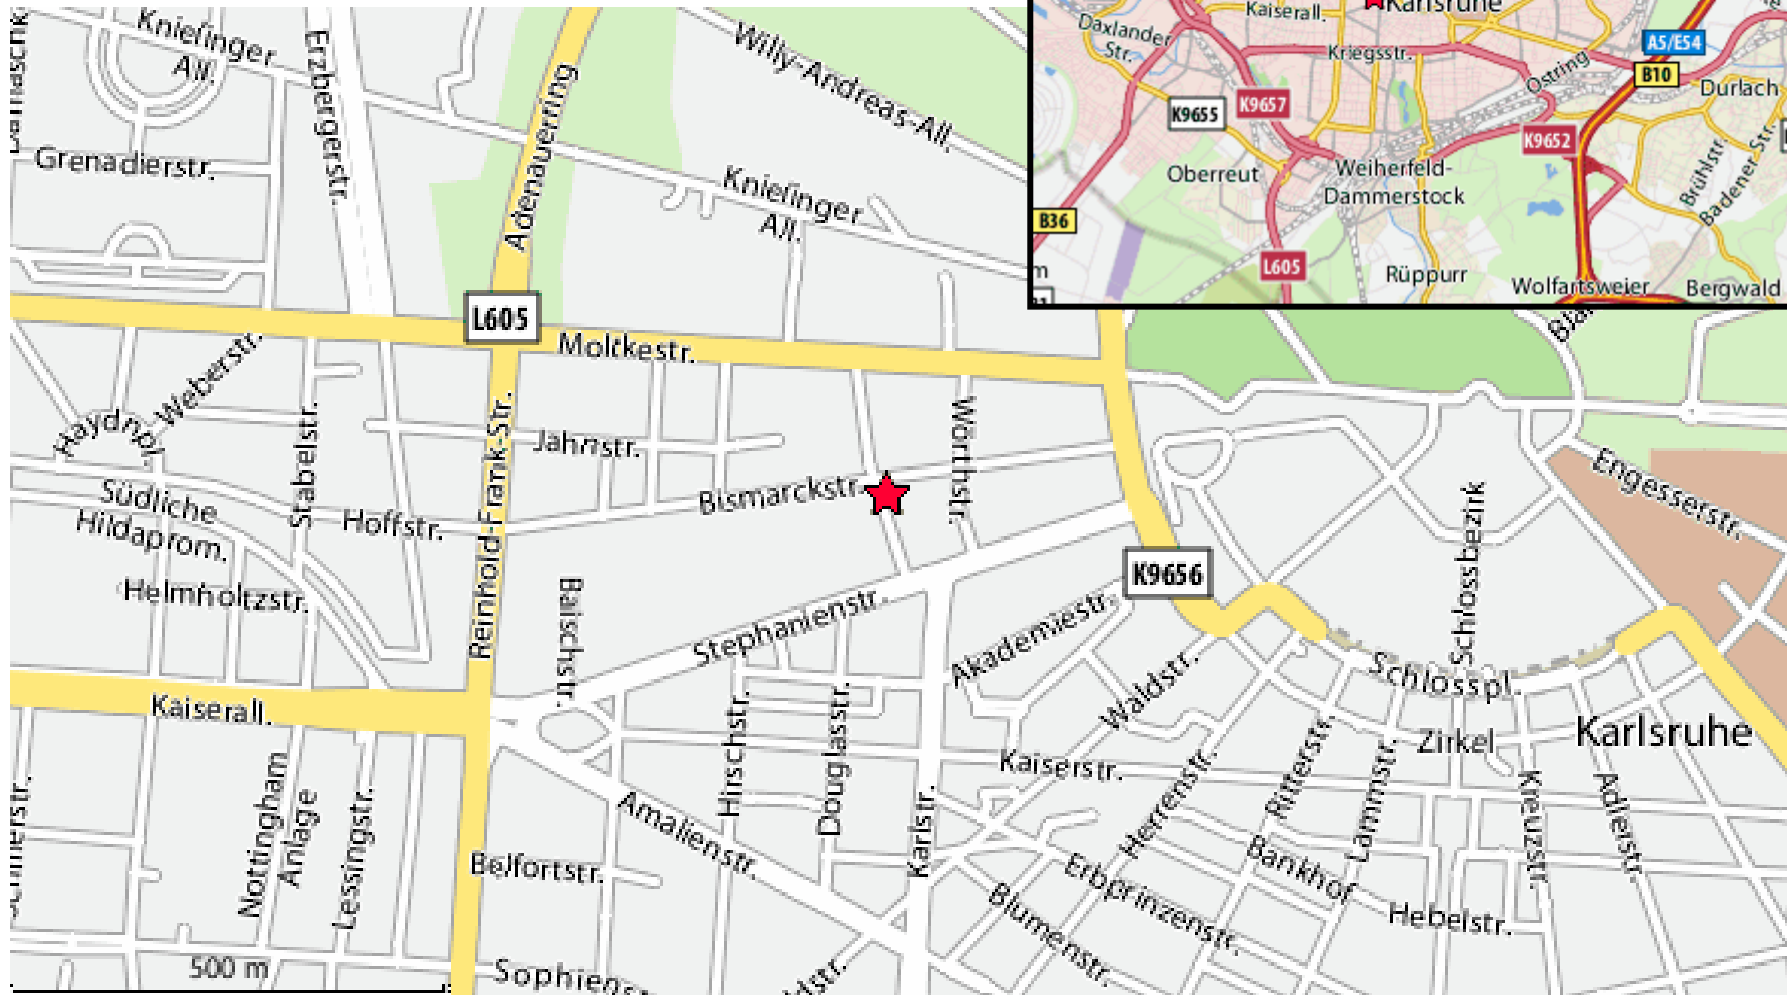 Knielinger
All.
Erzbergerstr.
Grenadierstr.
Adenauerring
Willy-Andreas-All.
Knielinger
All.
L605
Moltkestr.
Weberstr.
Haydnpl.
Stabelstr.
Jahnstr.
Reinhold-Frank-Str.
Südliche
Hildaprom.
Hoffstr.
Bismarckstr.
Wörthstr.
Helmholtzstr.
Baischstr.
Stephanienstr.
K9656
Akademiestr.
Engesserstr.
Schlossbezirk
Schlosspl.
Waldstr.
Kaiserall.
Hirschstr.
Douglasstr.
Karlstr.
Kaiserstr.
Zirkel
Karlsruhe
Nottingham
Anlage
Lessingstr.
Amalienstr.
Belfortstr.
Herrenstr.
Ritterstr.
Lammstr.
Kreuzstr.
Adlerstr.
Bankhof
Erbprinzenstr.
Hebelstr.
Blumenstr.
500 m
Sophienst
dstr.
Daxlander
Str.
Kaiserall.
Karlsruhe
Kriegsstr.
A5/E54
B10
Ostring
Durlach
K9655
K9657
K9652
Oberreut
Weiherfeld-
Dammerstock
Brühlstr.
Badener Str.
B36
L605
Rüppurr
Wolfartsweier
Bergwald